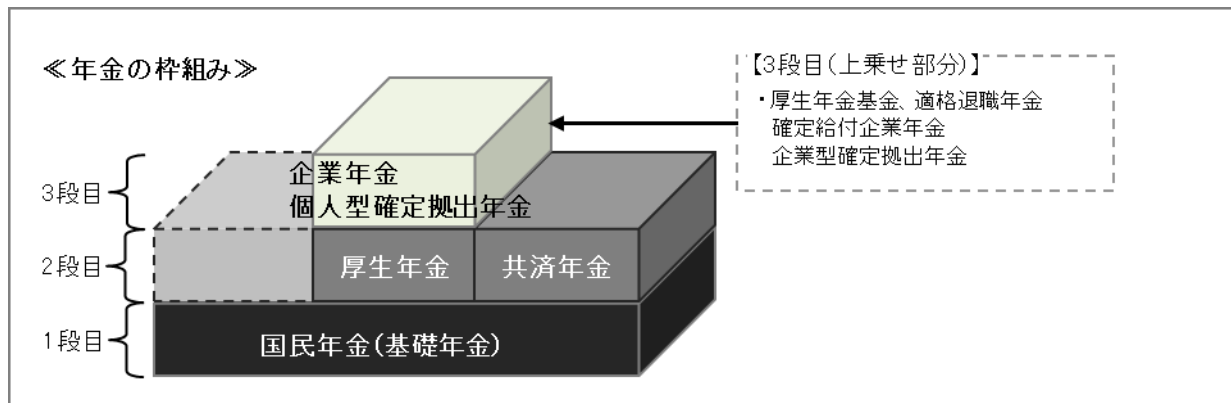 ≪年金の枠組み≫
【3段目(上乗せ部分)】
・厚生年金基金、適格退職年金
確定給付企業年金
企業型確定拠出年金
3段目
企業年金
個人型確定拠出年金
2段目
厚生年金
共済年金
1段目
国民年金(基礎年金)